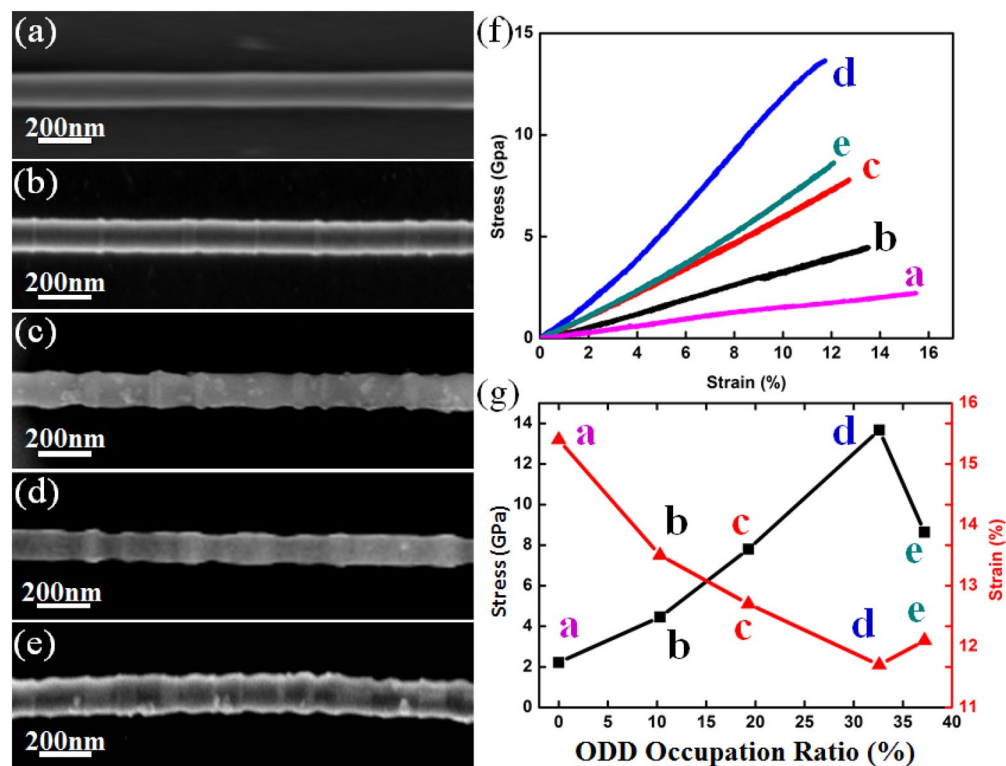 (a)
200nm
(b)
200nm
(c)
200nm
(d)
200nm
(e)
200nm
(f)
15
10
5
0
Stress (Gpa)
d
e
c
b
a
0 2 4 6 8 10 12 14 16
Strain (%)
(g)
14
12
10
8
6
4
2
0
Stress (GPa)
a
b
c
d
e
a
b
c
d
e
16
15
14
13
12
11
Strain (%)
0 5 10 15 20 25 30 35 40
ODD Occupation Ratio (%)